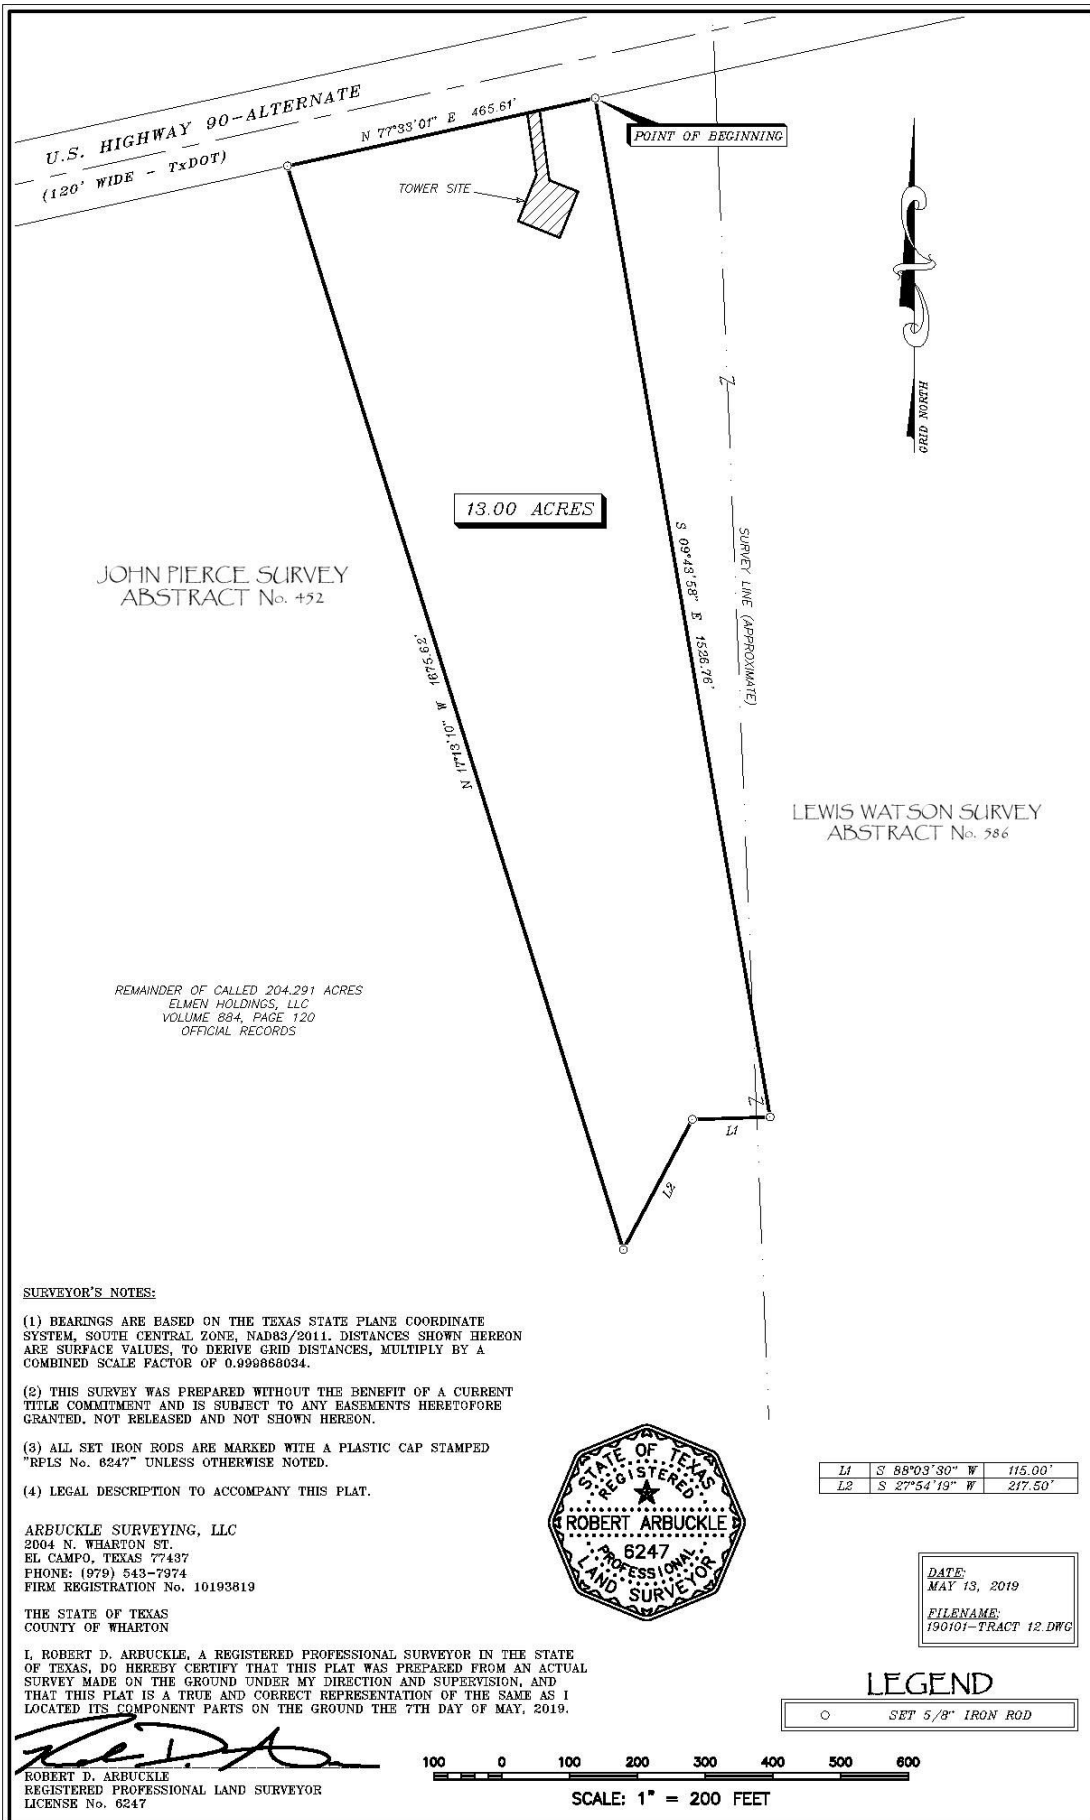 U.S. HIGHWAY 90-ALTERNATE
(120' WIDE - TxDOT)
N 77°33'01" E 465.61'
POINT OF BEGINNING
TOWER SITE
GRID NORTH
13.00 ACRES
S 09°43'58" E 1526.76'
SURVEY LINE (APPROXIMATE)
JOHN PIERCE SURVEY
ABSTRACT No. 452
N 17°13'10" W 1675.62'
LEWIS WATSON SURVEY
ABSTRACT No. 586
REMAINDER OF CALLED 204.291 ACRES
ELMEN HOLDINGS, LLC
VOLUME 884, PAGE 120
OFFICIAL RECORDS
L1
L2
SURVEYOR'S NOTES:
(1) BEARINGS ARE BASED ON THE TEXAS STATE PLANE COORDINATE
SYSTEM, SOUTH CENTRAL ZONE, NAD83/2011. DISTANCES SHOWN HEREON
ARE SURFACE VALUES, TO DERIVE GRID DISTANCES, MULTIPLY BY A
COMBINED SCALE FACTOR OF 0.999868034.
(2) THIS SURVEY WAS PREPARED WITHOUT THE BENEFIT OF A CURRENT
TITLE COMMITMENT AND IS SUBJECT TO ANY EASEMENTS HERETOFORE
GRANTED, NOT RELEASED AND NOT SHOWN HEREON.
(3) ALL SET IRON RODS ARE MARKED WITH A PLASTIC CAP STAMPED
"RPLS No. 6247" UNLESS OTHERWISE NOTED.
(4) LEGAL DESCRIPTION TO ACCOMPANY THIS PLAT.
ARBUCKLE SURVEYING, LLC
2004 N. WHARTON ST.
EL CAMPO, TEXAS 77437
PHONE: (979) 543-7974
FIRM REGISTRATION No. 10193819
THE STATE OF TEXAS
COUNTY OF WHARTON
I, ROBERT D. ARBUCKLE, A REGISTERED PROFESSIONAL SURVEYOR IN THE STATE
OF TEXAS, DO HEREBY CERTIFY THAT THIS PLAT WAS PREPARED FROM AN ACTUAL
SURVEY MADE ON THE GROUND UNDER MY DIRECTION AND SUPERVISION, AND
THAT THIS PLAT IS A TRUE AND CORRECT REPRESENTATION OF THE SAME AS I
LOCATED ITS COMPONENT PARTS ON THE GROUND THE 7TH DAY OF MAY, 2019.
ROBERT D. ARBUCKLE
REGISTERED PROFESSIONAL LAND SURVEYOR
LICENSE No. 6247
STATE OF TEXAS
REGISTERED
ROBERT ARBUCKLE
6247
PROFESSIONAL
LAND SURVEYOR
L1 S 88°03'30" W 115.00'
L2 S 27°54'19" W 217.50'
DATE:
MAY 13, 2019
FILENAME:
190101-TRACT 12.DWG
LEGEND
SET 5/8" IRON ROD
100 0 100 200 300 400 500 600
SCALE: 1" = 200 FEET